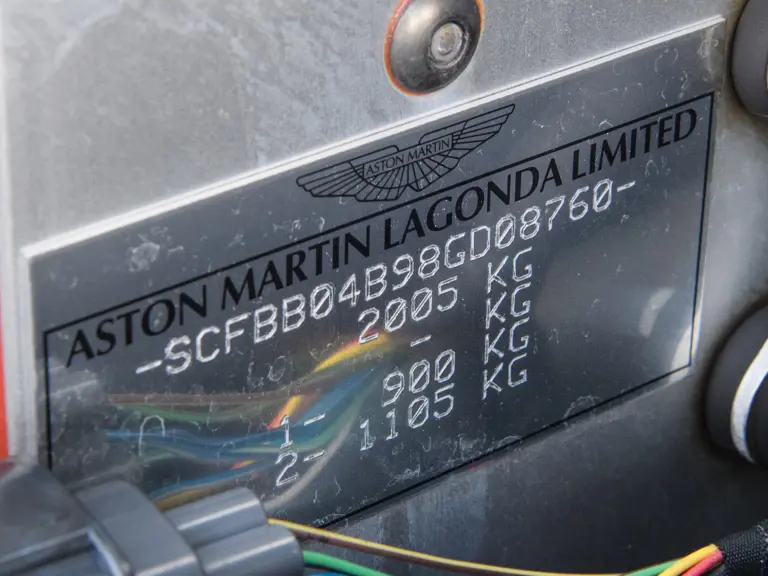 ASTON MARTIN
ASTON MARTIN LAGONDA LIMITED
-SCFBB04B98GD08760-
2005 KG
- KG
1- 900 KG
2- 1105 KG